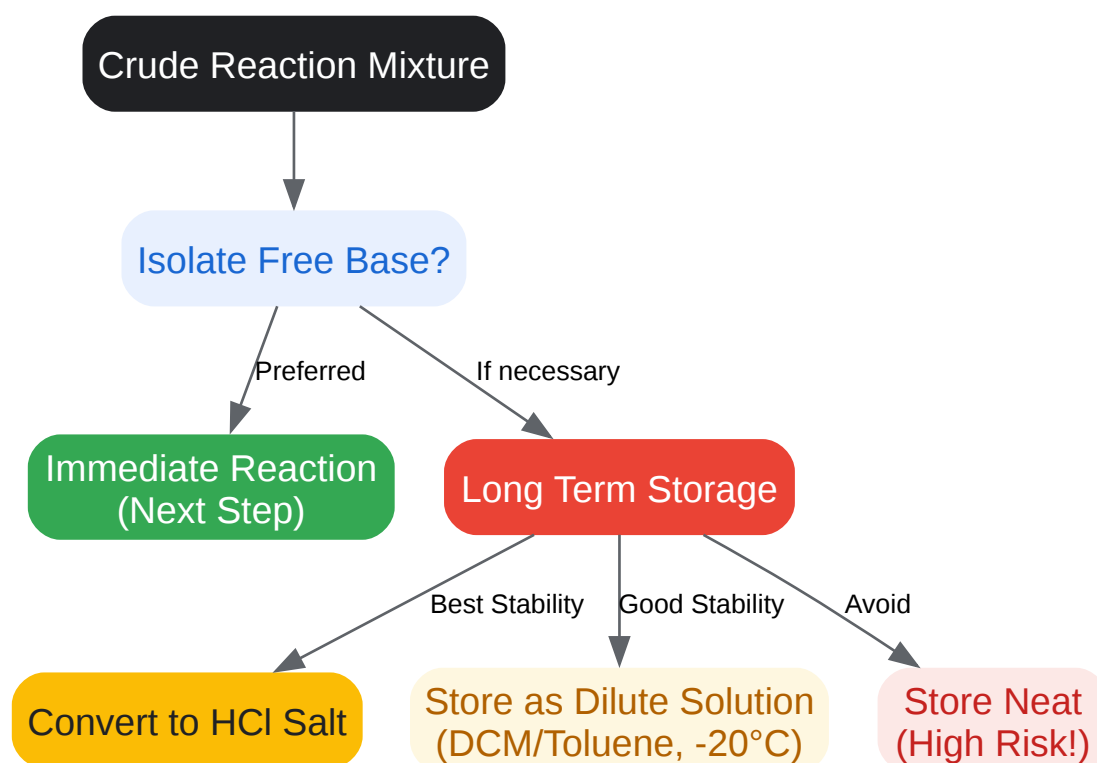 Crude Reaction Mixture
Isolate Free Base?
Preferred
If necessary
Immediate Reaction
(Next Step)
Long Term Storage
Best Stability
Good Stability
Avoid
Convert to HCl Salt
Store as Dilute Solution
(DCM/Toluene, -20°C)
Store Neat
(High Risk!)